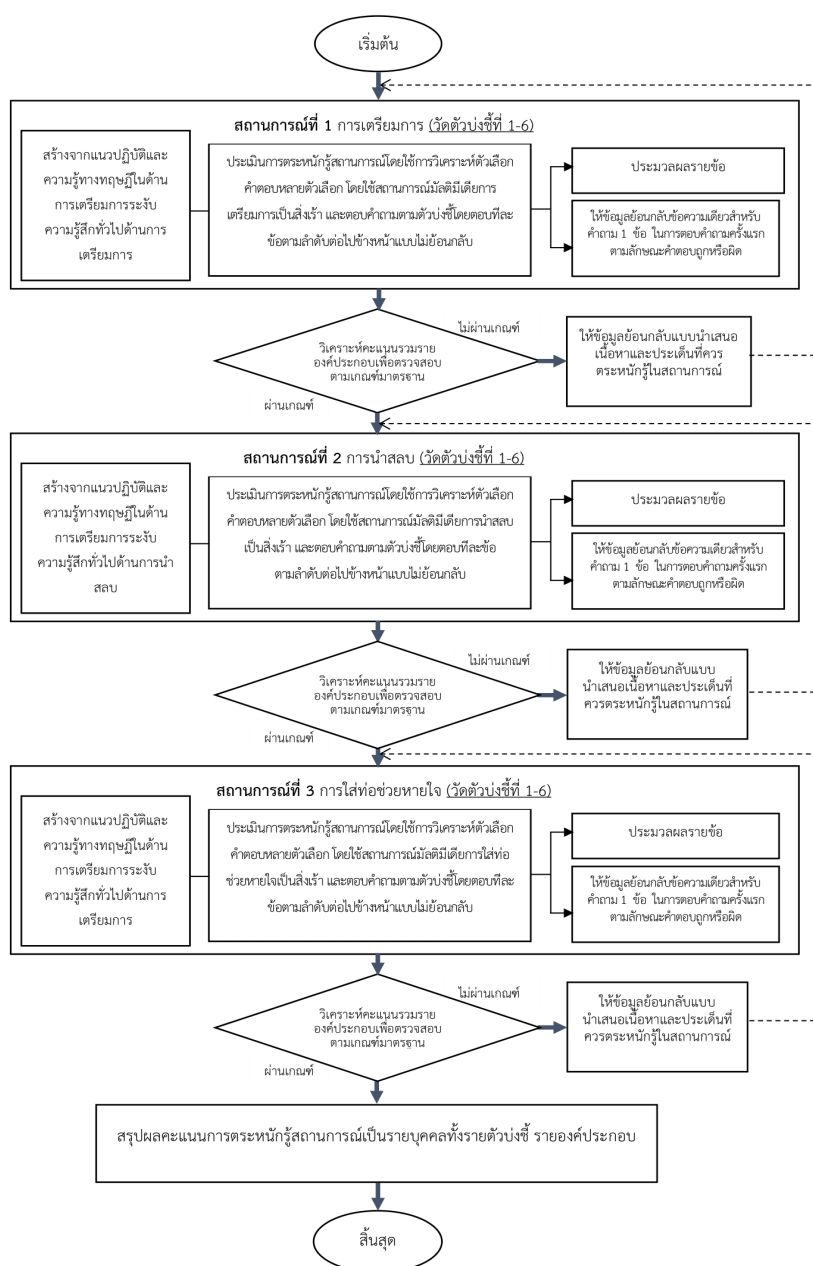 เริ่มต้น
สถานการณ์ที่ 1 การเตรียมการ (วัดตัวบ่งชี้ที่ 1-6)
สร้างจากแนวปฏิบัติและ
ความรู้ทางทฤษฎีในด้าน
การเตรียมการระงับ
ความรู้สึกทั่วไปด้านการ
เตรียมการ
ประเมินการตระหนักรู้สถานการณ์โดยใช้การวิเคราะห์ตัวเลือก
คำตอบหลายตัวเลือก โดยใช้สถานการณ์มัลติมีเดียการ
เตรียมการเป็นสิ่งเร้า และตอบคำถามตามตัวบ่งชี้โดยตอบทีละ
ข้อตามลำดับต่อไปข้างหน้าแบบไม่ย้อนกลับ
ประมวลผลรายข้อ
ให้ข้อมูลย้อนกลับข้อความเดียวสำหรับ
คำถาม 1 ข้อ ในการตอบคำถามครั้งแรก
ตามลักษณะคำตอบถูกหรือผิด
ไม่ผ่านเกณฑ์
วิเคราะห์คะแนนรวมราย
องค์ประกอบเพื่อตรวจสอบ
ตามเกณฑ์มาตรฐาน
ให้ข้อมูลย้อนกลับแบบนำเสนอ
เนื้อหาและประเด็นที่ควร
ตระหนักรู้ในสถานการณ์
ผ่านเกณฑ์
สถานการณ์ที่ 2 การนำสลบ (วัดตัวบ่งชี้ที่ 1-6)
สร้างจากแนวปฏิบัติและ
ความรู้ทางทฤษฎีในด้าน
การเตรียมการระงับ
ความรู้สึกทั่วไปด้านการนำ
สลบ
ประเมินการตระหนักรู้สถานการณ์โดยใช้การวิเคราะห์ตัวเลือก
คำตอบหลายตัวเลือก โดยใช้สถานการณ์มัลติมีเดียการนำสลบ
เป็นสิ่งเร้า และตอบคำถามตามตัวบ่งชี้โดยตอบทีละข้อ
ตามลำดับต่อไปข้างหน้าแบบไม่ย้อนกลับ
ประมวลผลรายข้อ
ให้ข้อมูลย้อนกลับข้อความเดียวสำหรับ
คำถาม 1 ข้อ ในการตอบคำถามครั้งแรก
ตามลักษณะคำตอบถูกหรือผิด
ไม่ผ่านเกณฑ์
วิเคราะห์คะแนนรวมราย
องค์ประกอบเพื่อตรวจสอบ
ตามเกณฑ์มาตรฐาน
ให้ข้อมูลย้อนกลับแบบ
นำเสนอเนื้อหาและประเด็นที่
ควรตระหนักรู้ในสถานการณ์
ผ่านเกณฑ์
สถานการณ์ที่ 3 การใส่ท่อช่วยหายใจ (วัดตัวบ่งชี้ที่ 1-6)
สร้างจากแนวปฏิบัติและ
ความรู้ทางทฤษฎีในด้าน
การเตรียมการระงับ
ความรู้สึกทั่วไปด้านการ
เตรียมการ
ประเมินการตระหนักรู้สถานการณ์โดยใช้การวิเคราะห์ตัวเลือก
คำตอบหลายตัวเลือก โดยใช้สถานการณ์มัลติมีเดียการใส่ท่อ
ช่วยหายใจเป็นสิ่งเร้า และตอบคำถามตามตัวบ่งชี้โดยตอบทีละ
ข้อตามลำดับต่อไปข้างหน้าแบบไม่ย้อนกลับ
ประมวลผลรายข้อ
ให้ข้อมูลย้อนกลับข้อความเดียวสำหรับ
คำถาม 1 ข้อ ในการตอบคำถามครั้งแรก
ตามลักษณะคำตอบถูกหรือผิด
ไม่ผ่านเกณฑ์
วิเคราะห์คะแนนรวมราย
องค์ประกอบเพื่อตรวจสอบ
ตามเกณฑ์มาตรฐาน
ให้ข้อมูลย้อนกลับแบบ
นำเสนอเนื้อหาและประเด็นที่
ควรตระหนักรู้ในสถานการณ์
ผ่านเกณฑ์
สรุปผลคะแนนการตระหนักรู้สถานการณ์เป็นรายบุคคลทั้งรายตัวบ่งชี้ รายองค์ประกอบ
สิ้นสุด